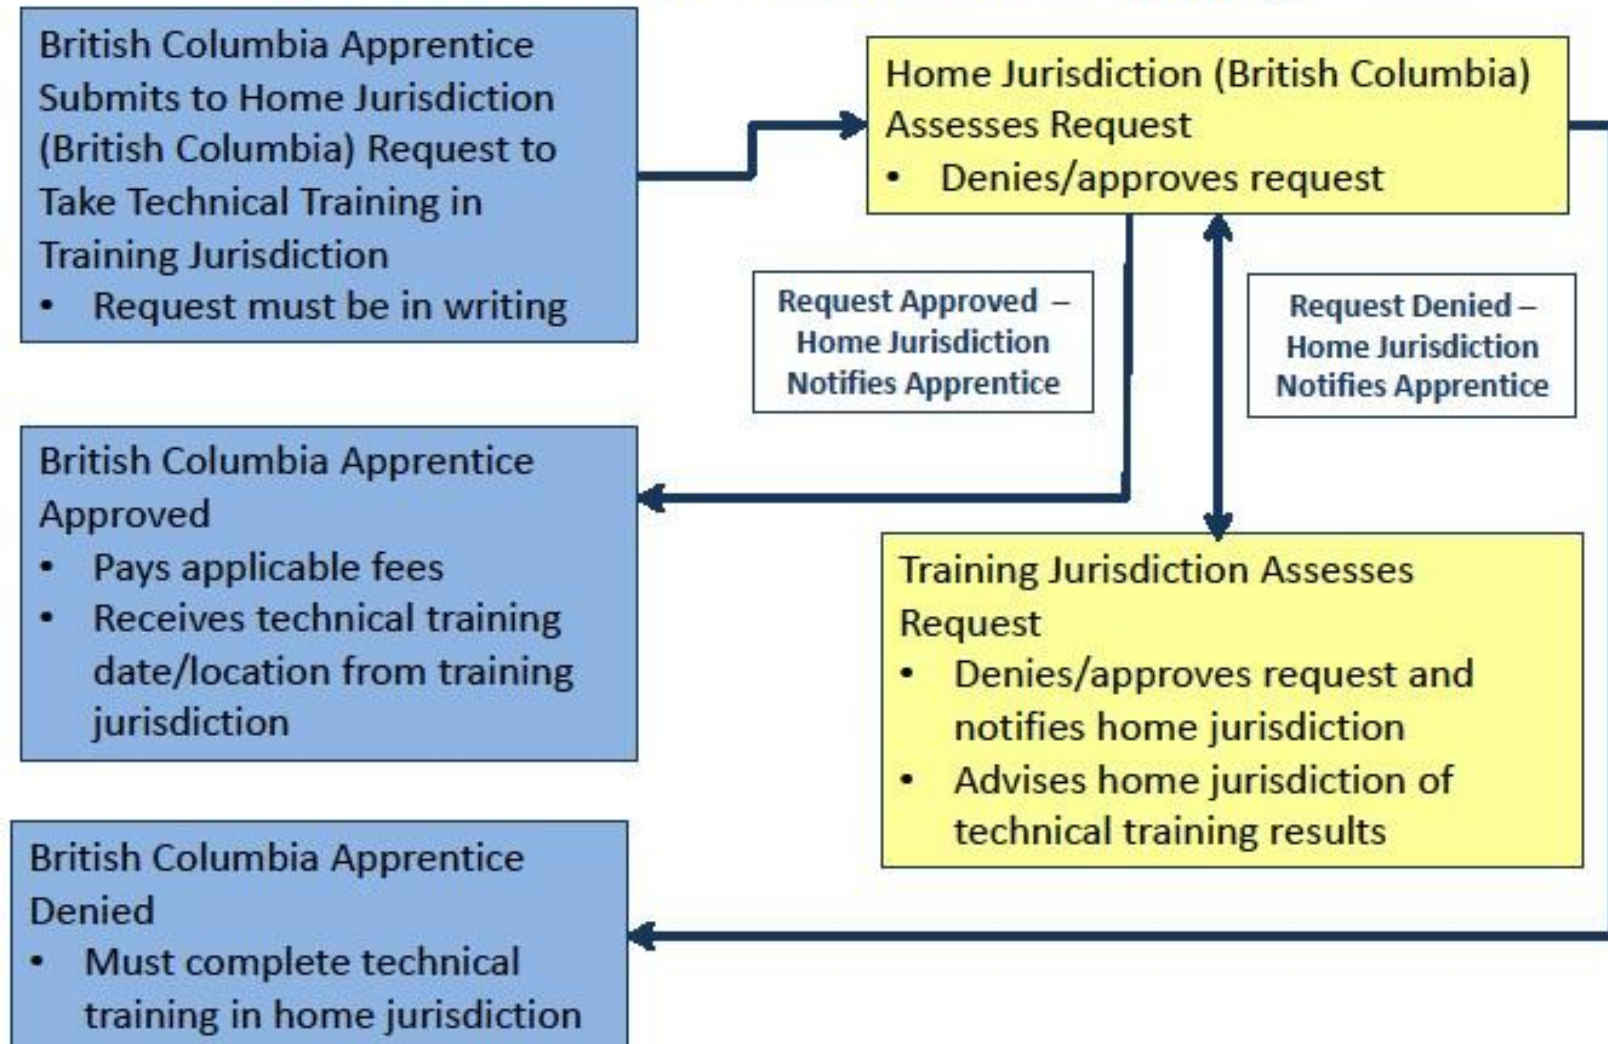 British Columbia Apprentice
Submits to Home Jurisdiction
(British Columbia) Request to
Take Technical Training in
Training Jurisdiction
• Request must be in writing
Home Jurisdiction (British Columbia)
Assesses Request
• Denies/approves request
Request Approved –
Home Jurisdiction
Notifies Apprentice
Request Denied –
Home Jurisdiction
Notifies Apprentice
British Columbia Apprentice
Approved
• Pays applicable fees
• Receives technical training
date/location from training
jurisdiction
Training Jurisdiction Assesses
Request
• Denies/approves request and
notifies home jurisdiction
• Advises home jurisdiction of
technical training results
British Columbia Apprentice
Denied
• Must complete technical
training in home jurisdiction